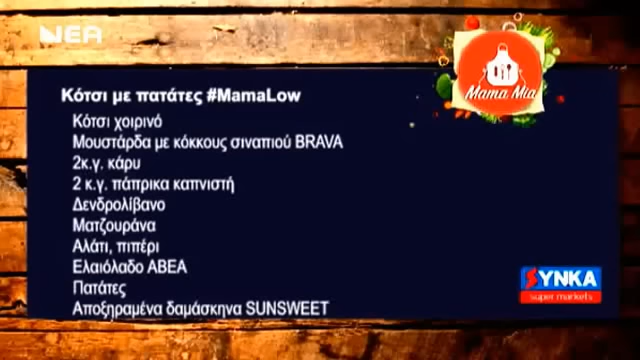 ΝΕΑ
Mama Mia
Κότσι με πατάτες #MamaLow
Κότσι χοιρινό
Μουστάρδα με κόκκους σιναπιού BRAVA
2κ.γ. κάρυ
2 κ.γ. πάπρικα καπνιστή
Δενδρολίβανο
Ματζουράνα
Αλάτι, πιπέρι
Ελαιόλαδο ΑΒΕΑ
Πατάτες
Αποξηραμένα δαμάσκηνα SUNSWEET
SYNKA
super markets